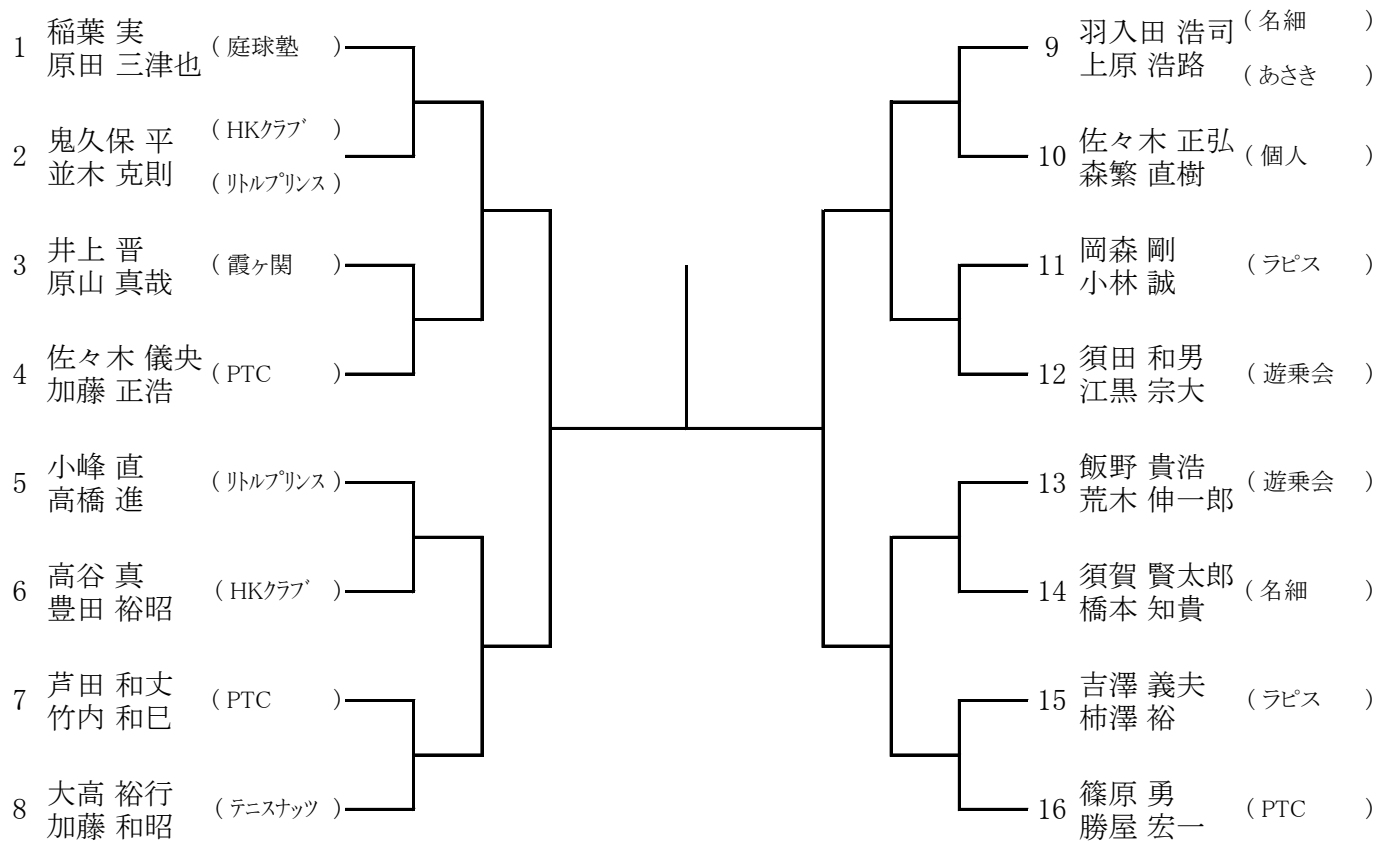 1 稲葉 実
原田 三津也
( 庭球塾 )
2 鬼久保 平
並木 克則
( HKｸﾗﾌﾞ )
( ﾘﾄﾙﾌﾟﾘﾝｽ )
3 井上 晋
原山 真哉
( 霞ヶ関 )
4 佐々木 儀央
加藤 正浩
( PTC )
5 小峰 直
高橋 進
( ﾘﾄﾙﾌﾟﾘﾝｽ )
6 高谷 真
豊田 裕昭
( HKｸﾗﾌﾞ )
7 芦田 和丈
竹内 和巳
( PTC )
8 大高 裕行
加藤 和昭
( ﾃﾆｽﾅｯﾂ )
9 羽入田 浩司
上原 浩路
( 名細 )
( あさき )
10 佐々木 正弘
森繁 直樹
( 個人 )
11 岡森 剛
小林 誠
( ラピス )
12 須田 和男
江黒 宗大
( 遊乗会 )
13 飯野 貴浩
荒木 伸一郎
( 遊乗会 )
14 須賀 賢太郎
橋本 知貴
( 名細 )
15 吉澤 義夫
柿澤 裕
( ラピス )
16 篠原 勇
勝屋 宏一
( PTC )